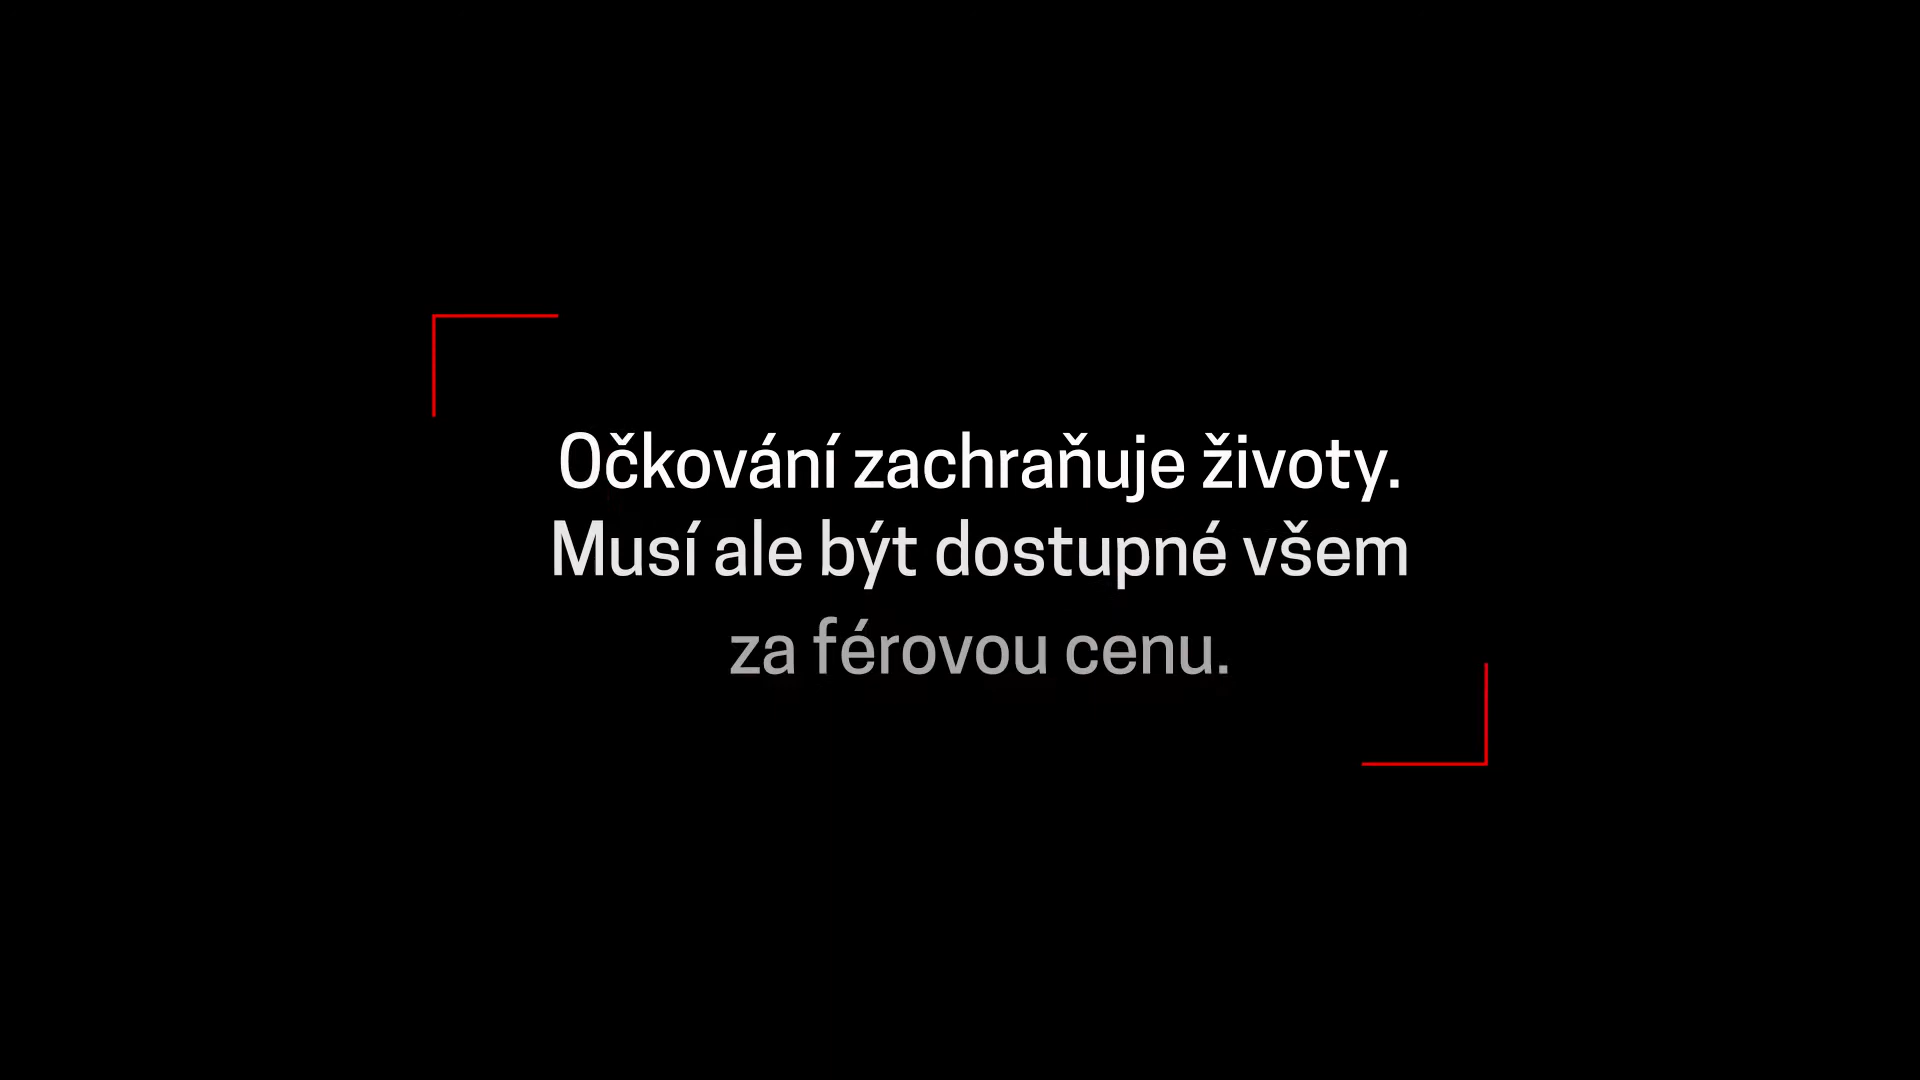 Očkování zachraňuje životy.
Musí ale být dostupné všem
za férovou cenu.